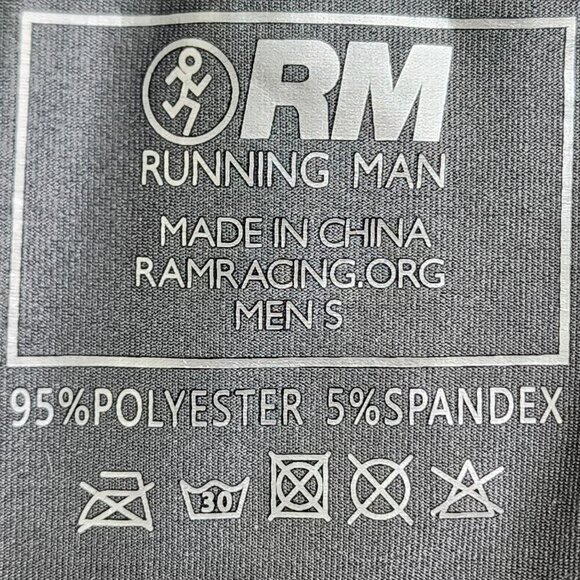 RM
RUNNING MAN
MADE IN CHINA
RAMRACING.ORG
MEN S
95%POLYESTER 5%SPANDEX
30